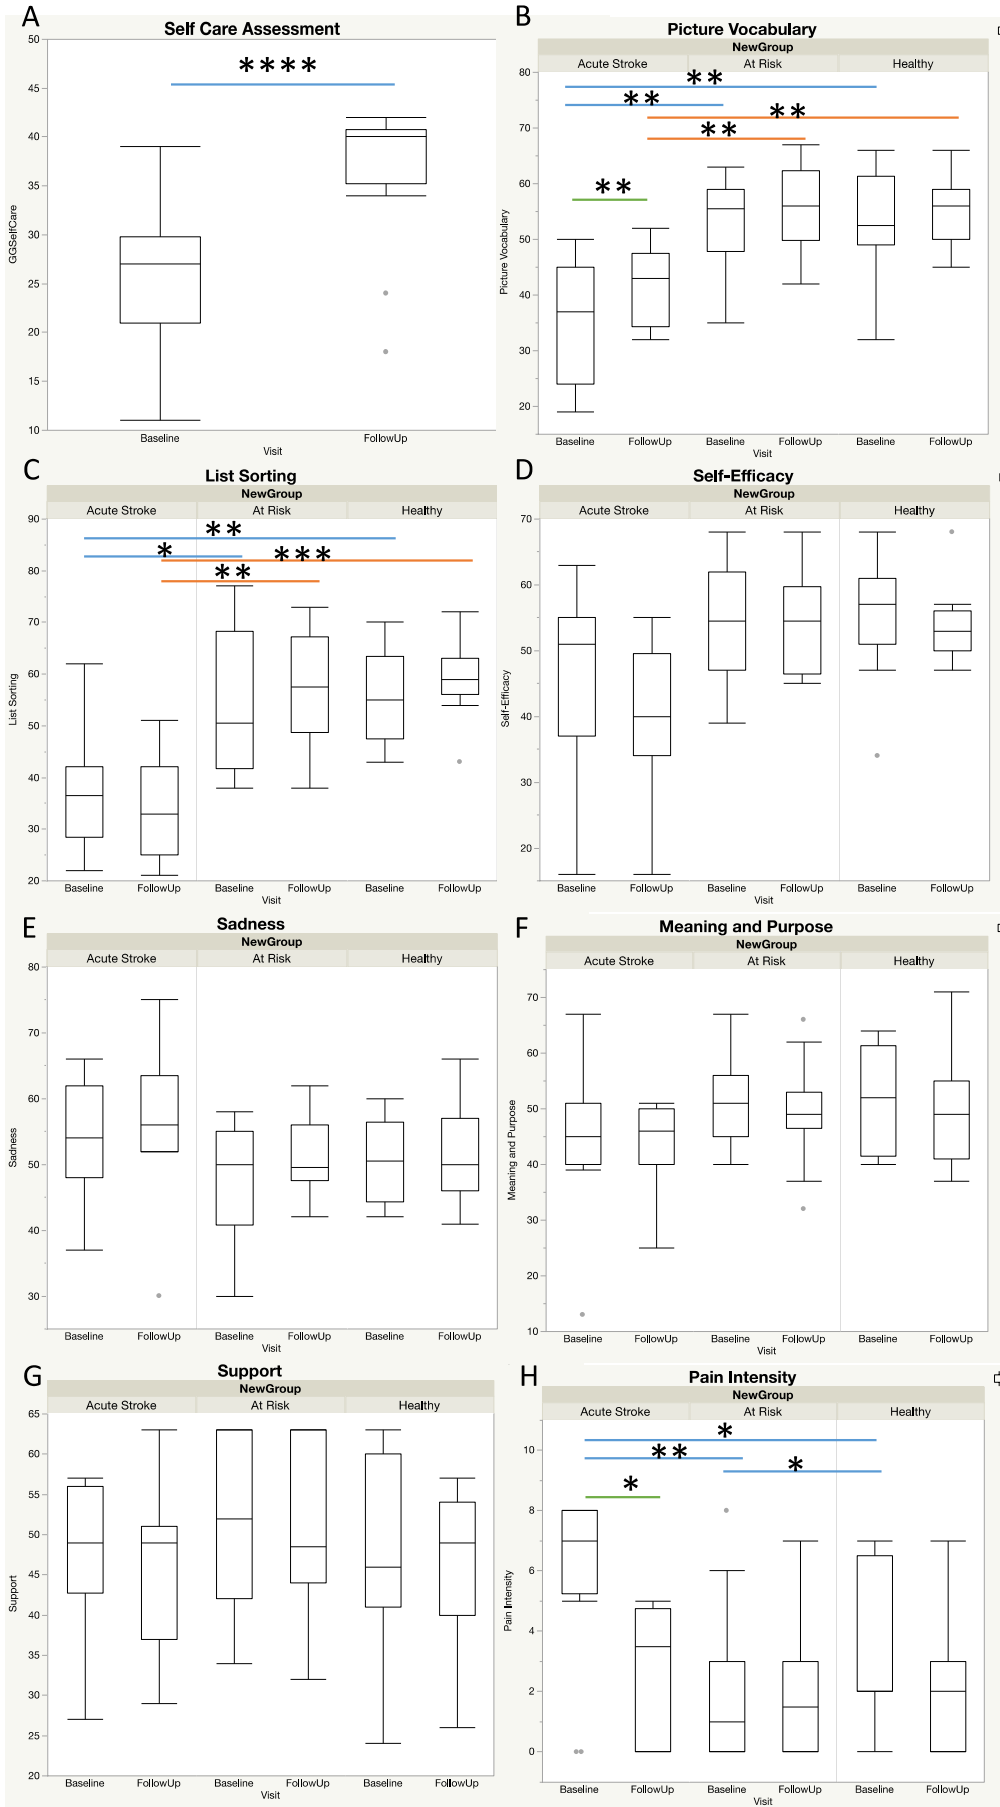 A
Self Care Assessment
50
45
40
35
30
25
20
15
10
GGSelfCare
****
Baseline
FollowUp
Visit
B
Picture Vocabulary
NewGroup
Acute Stroke
At Risk
Healthy
80
70
60
50
40
30
20
Picture Vocabulary
**
**
**
**
**
Baseline
FollowUp
Baseline
FollowUp
Baseline
FollowUp
Visit
C
List Sorting
NewGroup
Acute Stroke
At Risk
Healthy
90
80
70
60
50
40
30
20
List Sorting
**
*
***
**
Baseline
FollowUp
Baseline
FollowUp
Baseline
FollowUp
Visit
D
Self-Efficacy
NewGroup
Acute Stroke
At Risk
Healthy
70
60
50
40
30
20
Self-Efficacy
Baseline
FollowUp
Baseline
FollowUp
Baseline
FollowUp
Visit
E
Sadness
NewGroup
Acute Stroke
At Risk
Healthy
80
70
60
50
40
30
Sadness
Baseline
FollowUp
Baseline
FollowUp
Baseline
FollowUp
Visit
F
Meaning and Purpose
NewGroup
Acute Stroke
At Risk
Healthy
70
60
50
40
30
20
10
Meaning and Purpose
Baseline
FollowUp
Baseline
FollowUp
Baseline
FollowUp
Visit
G
Support
NewGroup
Acute Stroke
At Risk
Healthy
65
60
55
50
45
40
35
30
25
20
Support
Baseline
FollowUp
Baseline
FollowUp
Baseline
FollowUp
Visit
H
Pain Intensity
NewGroup
Acute Stroke
At Risk
Healthy
10
8
6
4
2
0
Pain Intensity
*
**
*
*
Baseline
FollowUp
Baseline
FollowUp
Baseline
FollowUp
Visit